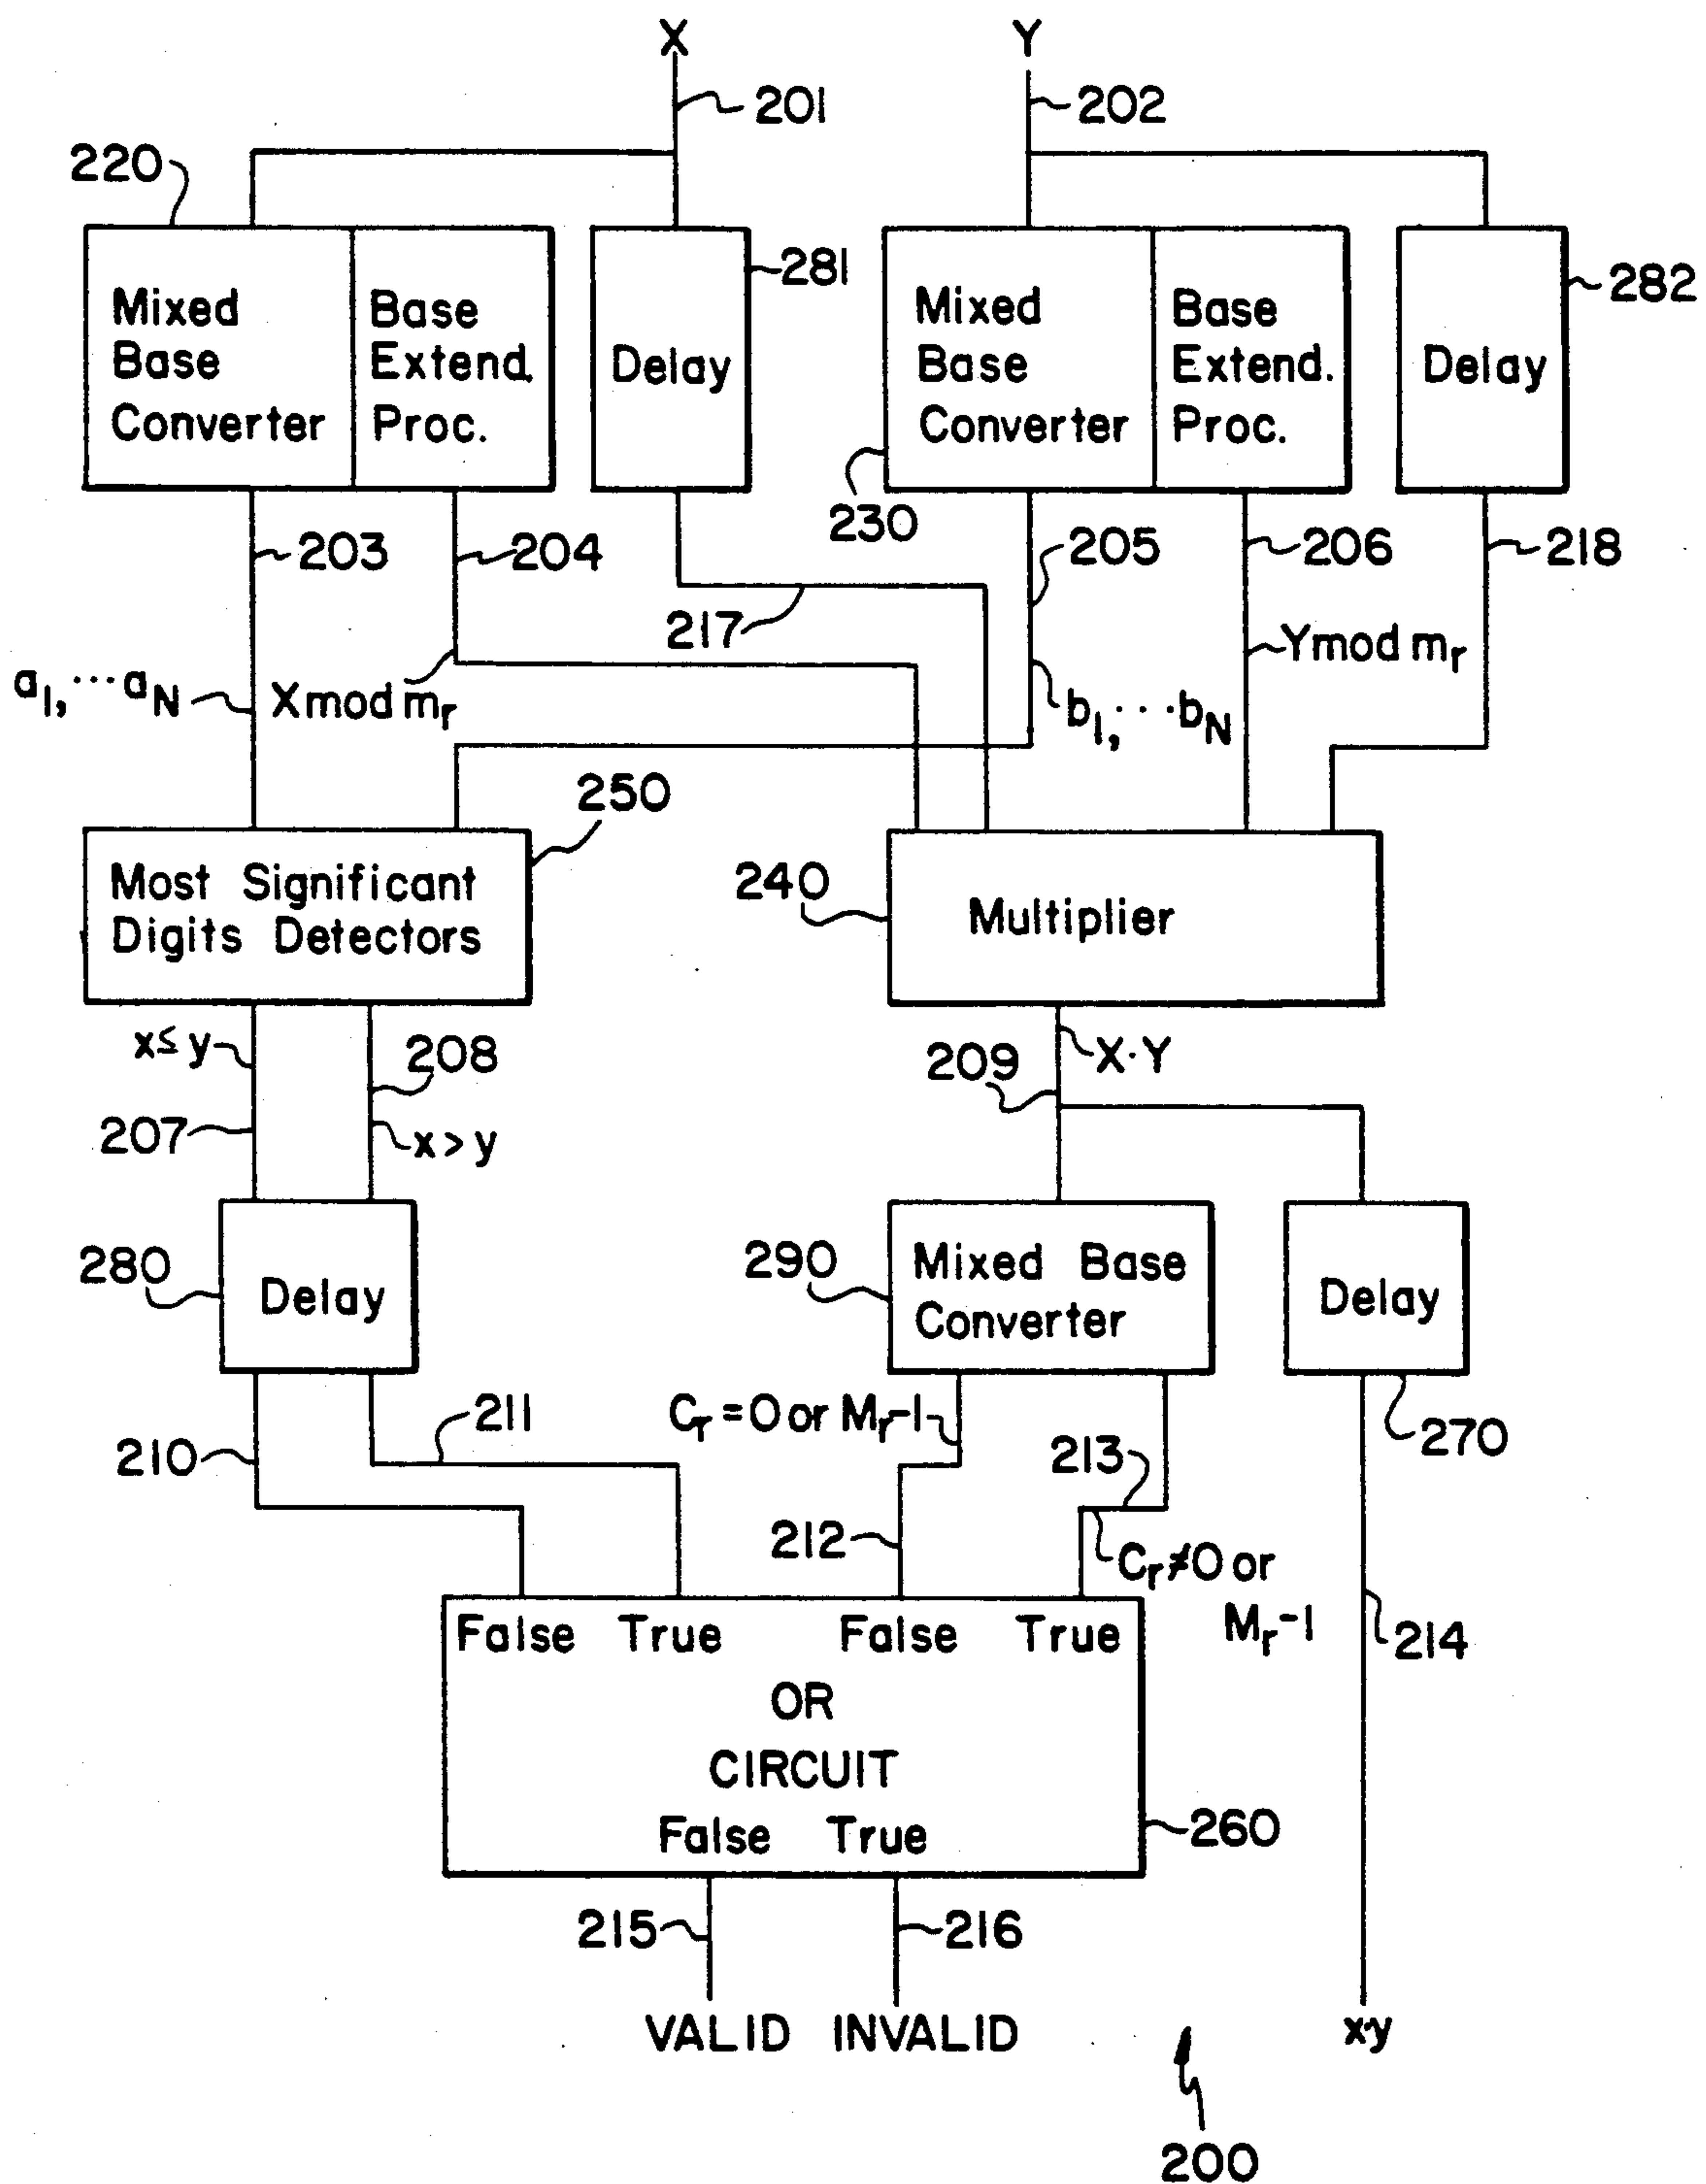 X
Y
201
202
220
281
282
Mixed
Base
Converter
Base
Extend.
Proc.
Delay
Mixed
Base
Converter
Base
Extend.
Proc.
Delay
230
203
204
205
206
218
217
Ymod mr
a1, ···aN
Xmod mr
b1, ···bN
250
240
Most Significant
Digits Detectors
Multiplier
x≤y
208
209
X·Y
207
x>y
280
Delay
290
Mixed Base
Converter
Delay
270
211
Cr=0 or Mr-1
210
213
212
Cr≠0 or
Mr-1
214
False True False True
OR
CIRCUIT
False True
260
215
216
VALID INVALID
x·y
200